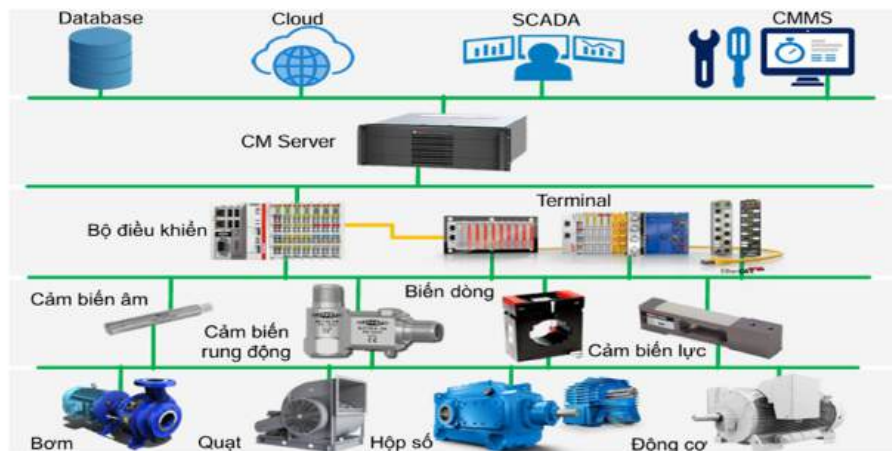 Database
Cloud
SCADA
CMMS
CM Server
Terminal
Bộ điều khiển
EtherCAT
Cảm biến âm
Biến dòng
Cảm biến
rung động
Cảm biến lực
Bơm
Quạt
Hộp số
Động cơ